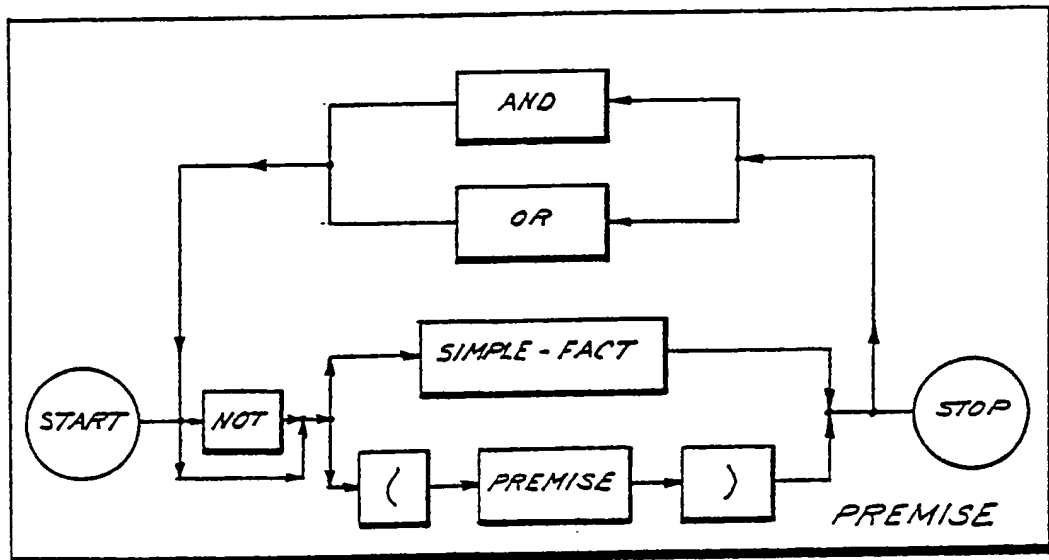 AND
OR
SIMPLE-FACT
START
NOT
STOP
(
PREMISE
)
PREMISE